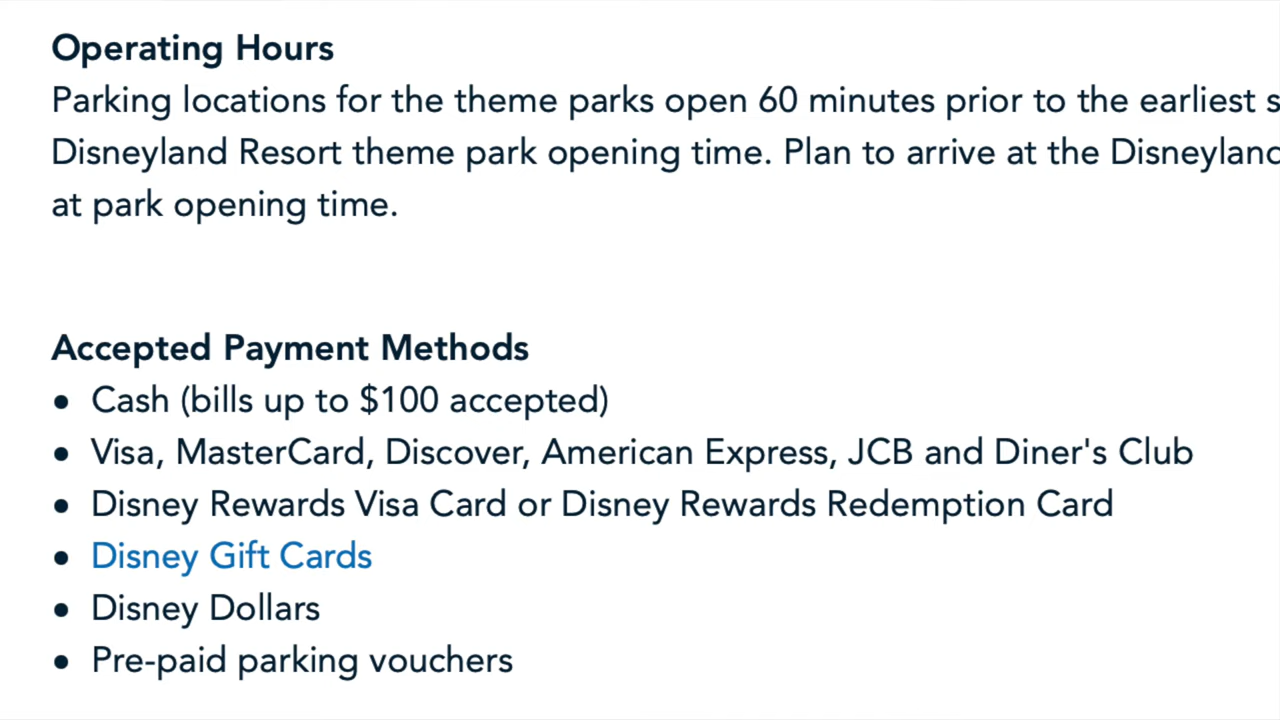 Operating Hours
Parking locations for the theme parks open 60 minutes prior to the earliest
Disneyland Resort theme park opening time. Plan to arrive at the
at park opening time.
Accepted Payment Methods
• Cash (bills up to $100 accepted)
• Visa, MasterCard, Discover, American Express, JCB and Diner's Club
• Disney Rewards Visa Card or Disney Rewards Redemption Card
• Disney Gift Cards
• Disney Dollars
• Pre-paid parking vouchers